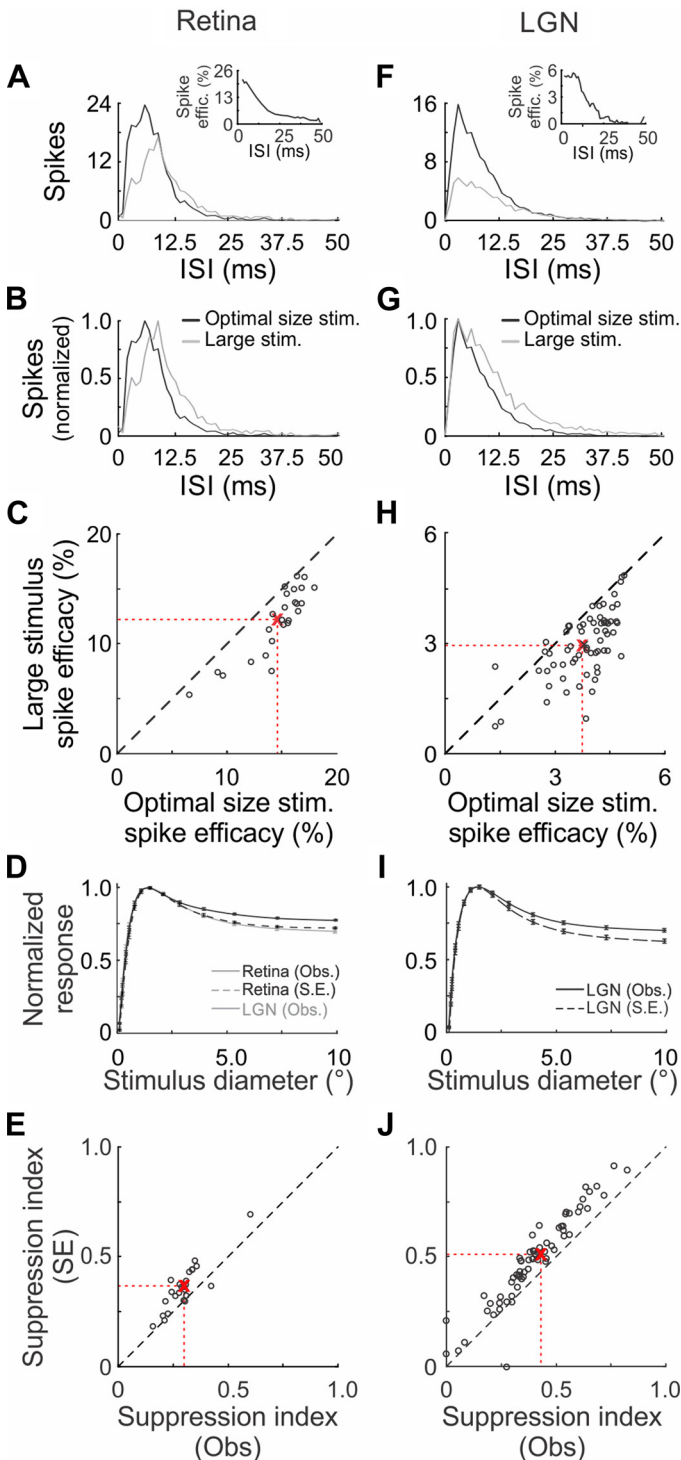 Retina
LGN
A
Spikes
24
12
0
0
12.5
25
37.5
50
ISI (ms)
Spike
effic. (%)
26
13
0
0
25
50
ISI (ms)
F
16
8
0
0
12.5
25
37.5
50
ISI (ms)
Spike
effic. (%)
6
3
0
0
25
50
ISI (ms)
B
Spikes
(normalized)
1.0
0.5
0
0
12.5
25
37.5
50
ISI (ms)
Optimal size stim.
Large stim.
G
1.0
0.5
0
0
12.5
25
37.5
50
ISI (ms)
Optimal size stim.
Large stim.
C
Large stimulus
spike efficacy (%)
20
10
0
0
10
20
Optimal size stim.
spike efficacy (%)
H
6
3
0
0
3
6
Optimal size stim.
spike efficacy (%)
D
Normalized
response
1.0
0.5
0
0
5.0
10
Stimulus diameter (°)
Retina (Obs.)
Retina (S.E.)
LGN (Obs.)
I
1.0
0.5
0
0
5.0
10
Stimulus diameter (°)
LGN (Obs.)
LGN (S.E.)
E
Suppression index
(SE)
1.0
0.5
0
0
0.5
1.0
Suppression index
(Obs)
J
1.0
0.5
0
0
0.5
1.0
Suppression index
(Obs)